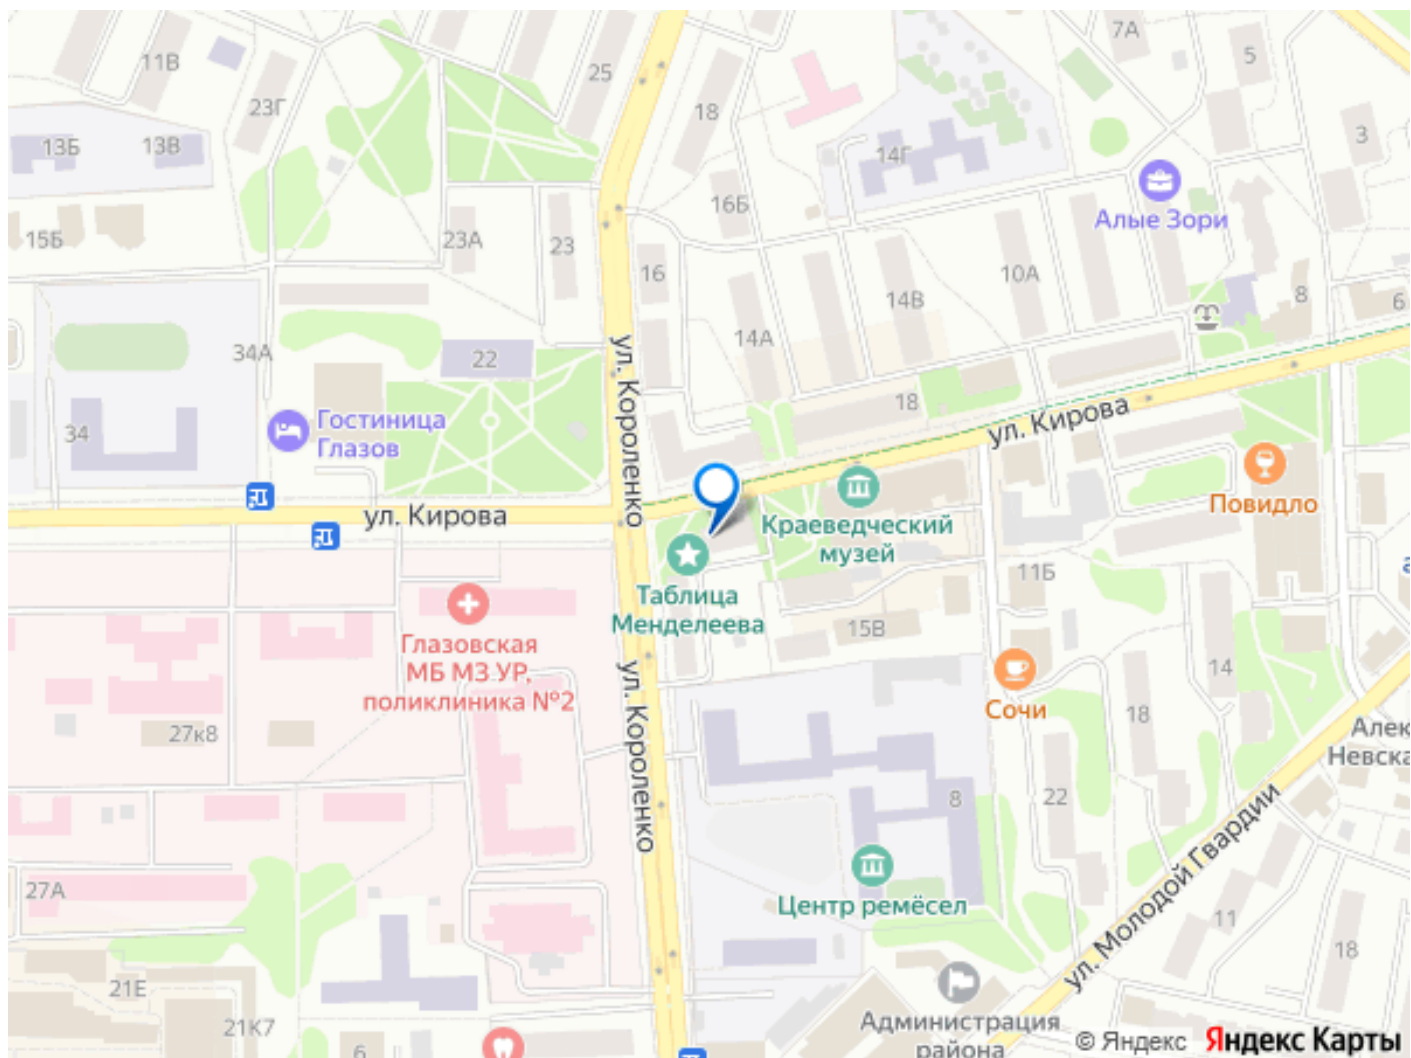 7А
11В
25
5
23Г
18
3
13Б
13В
14Г
16Б
Алые Зори
15Б
23А
23
16
10А
14В
8
6
14А
34А
22
ул. Короленко
18
ул. Кирова
34
Гостиница
Глазов
Повидло
ул. Кирова
Краеведческий
музей
11Б
Таблица
Менделеева
15В
Глазовская
МБ МЗ УР,
поликлиника №2
14
Сочи
18
27к8
ул. Короленко
Алек
Невска
22
8
ул. Молодой Гвардии
27А
Центр ремёсел
11
18
21Е
21К7
6
Администрация
района
© Яндекс Яндекс Карты